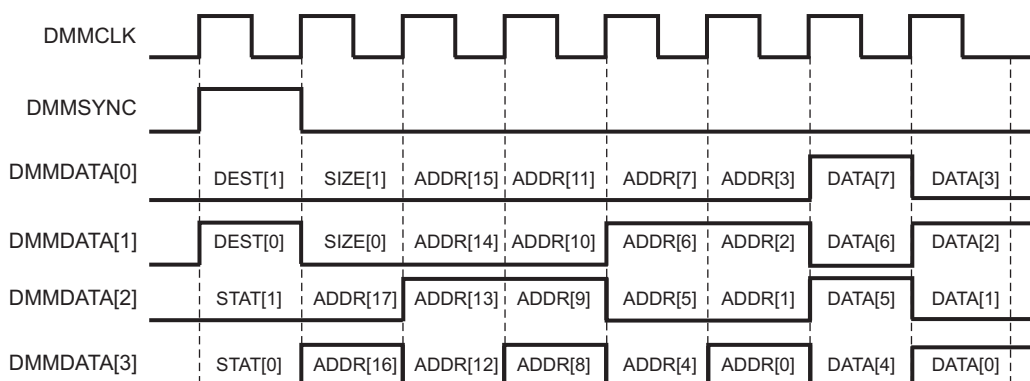 DMMCLK
DMMSYNC
DMMDATA[0] DEST[1] SIZE[1] ADDR[15] ADDR[11] ADDR[7] ADDR[3] DATA[7] DATA[3]
DMMDATA[1] DEST[0] SIZE[0] ADDR[14] ADDR[10] ADDR[6] ADDR[2] DATA[6] DATA[2]
DMMDATA[2] STAT[1] ADDR[17] ADDR[13] ADDR[9] ADDR[5] ADDR[1] DATA[5] DATA[1]
DMMDATA[3] STAT[0] ADDR[16] ADDR[12] ADDR[8] ADDR[4] ADDR[0] DATA[4] DATA[0]